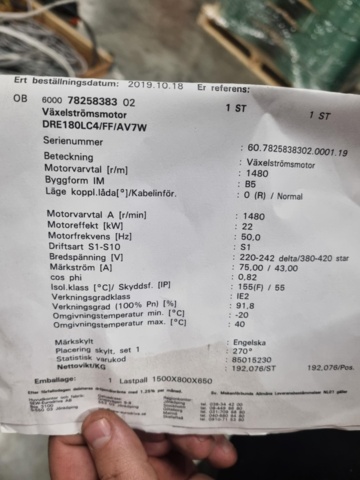 Ert beställningsdatum: 2019.10.18 Er referens:
OB 6000 78258383 02 1 ST 1 ST
Växelströmsmotor
DRE180LC4/FF/AV7W
Serienummer : 60.7825838302.0001.19
Beteckning : Växelströmsmotor
Motorvarvtal [r/m] : 1480
Byggform IM : B5
Läge koppl.låda[°]/Kabelinför. : 0 (R) / Normal
Motorvarvtal A [r/min] : 1480
Motoreffekt [kW] : 22
Motorfrekvens [Hz] : 50,0
Driftsart S1-S10 : S1
Bredspänning [V] : 220-242 delta/380-420 star
Märkström [A] : 75,00 / 43,00
cos phi : 0,82
Isol.klass [°C]/ Skyddsf. [IP] : 155(F) / 55
Verkningsgradklass : IE2
Verkningsgrad (100% Pn) [%] : 91,8
Omgivningstemperatur min. [°C] : -20
Omgivningstemperatur max. [°C] : 40
Märkskylt : Engelska
Placering skylt, set 1 : 270°
Statistisk varukod : 85015230
Nettovikt/KG : 192,076/ST 192,076/Pos.
Emballage: 1 Lastpall 1500X800X650